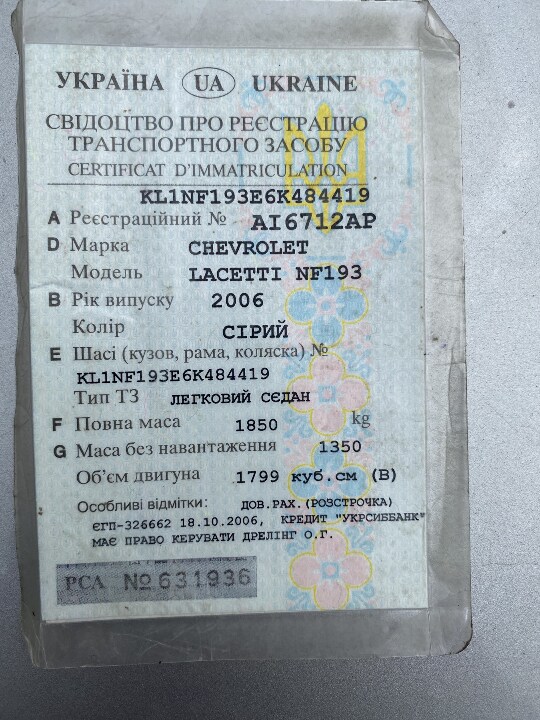 УКРАЇНА UA UKRAINE
СВІДОЦТВО ПРО РЕЄСТРАЦІЮ
ТРАНСПОРТНОГО ЗАСОБУ
CERTIFICAT D'IMMATRICULATION
KL1NF193E6K484419
A Реєстраційний № AI6712AP
D Марка CHEVROLET
Модель LACETTI NF193
B Рік випуску 2006
Колір СІРИЙ
E Шасі (кузов, рама, коляска) №
KL1NF193E6K484419
Тип ТЗ ЛЕГКОВИЙ СЄДАН
F Повна маса 1850 kg
G Маса без навантаження 1350
Об'єм двигуна 1799 куб.см (B)
Особливі відмітки: ДОВ.РАХ.(РОЗСТРОЧКА)
ЄГП-326662 18.10.2006, КРЕДИТ "УКРСИББАНК"
МАЄ ПРАВО КЕРУВАТИ ДРЕЛІНГ О.Г.
РСА №631936